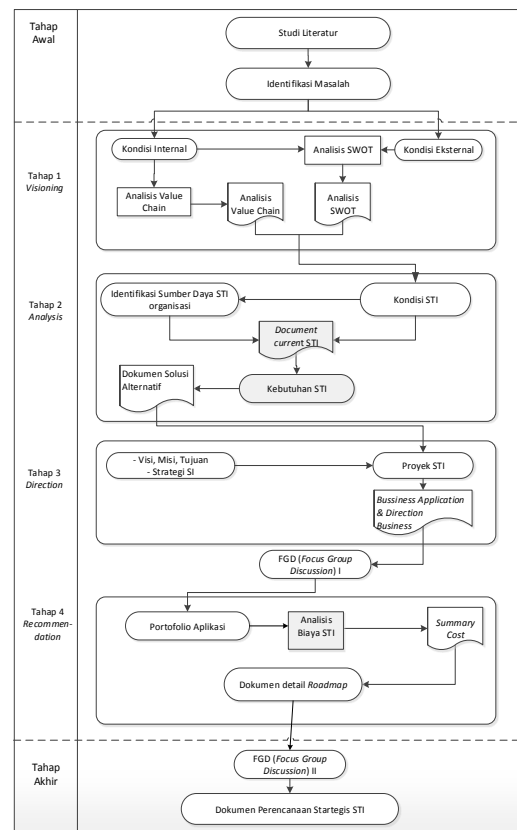 Tahap
Awal
Studi Literatur
Identifikasi Masalah
Tahap 1
Visioning
Kondisi Internal
Analisis SWOT
Kondisi Eksternal
Analisis Value
Chain
Analisis
Value Chain
Analisis
SWOT
Tahap 2
Analysis
Identifikasi Sumber Daya STI
organisasi
Kondisi STI
Document
current STI
Dokumen Solusi
Alternatif
Kebutuhan STI
Tahap 3
Direction
- Visi, Misi, Tujuan
- Strategi SI
Proyek STI
Bussiness Application
& Direction
Business
FGD (Focus Group
Discussion) I
Tahap 4
Recommen-
dation
Portofolio Aplikasi
Analisis
Biaya STI
Summary
Cost
Dokumen detail Roadmap
Tahap
Akhir
FGD (Focus Group
Discussion) II
Dokumen Perencanaan Startegis STI